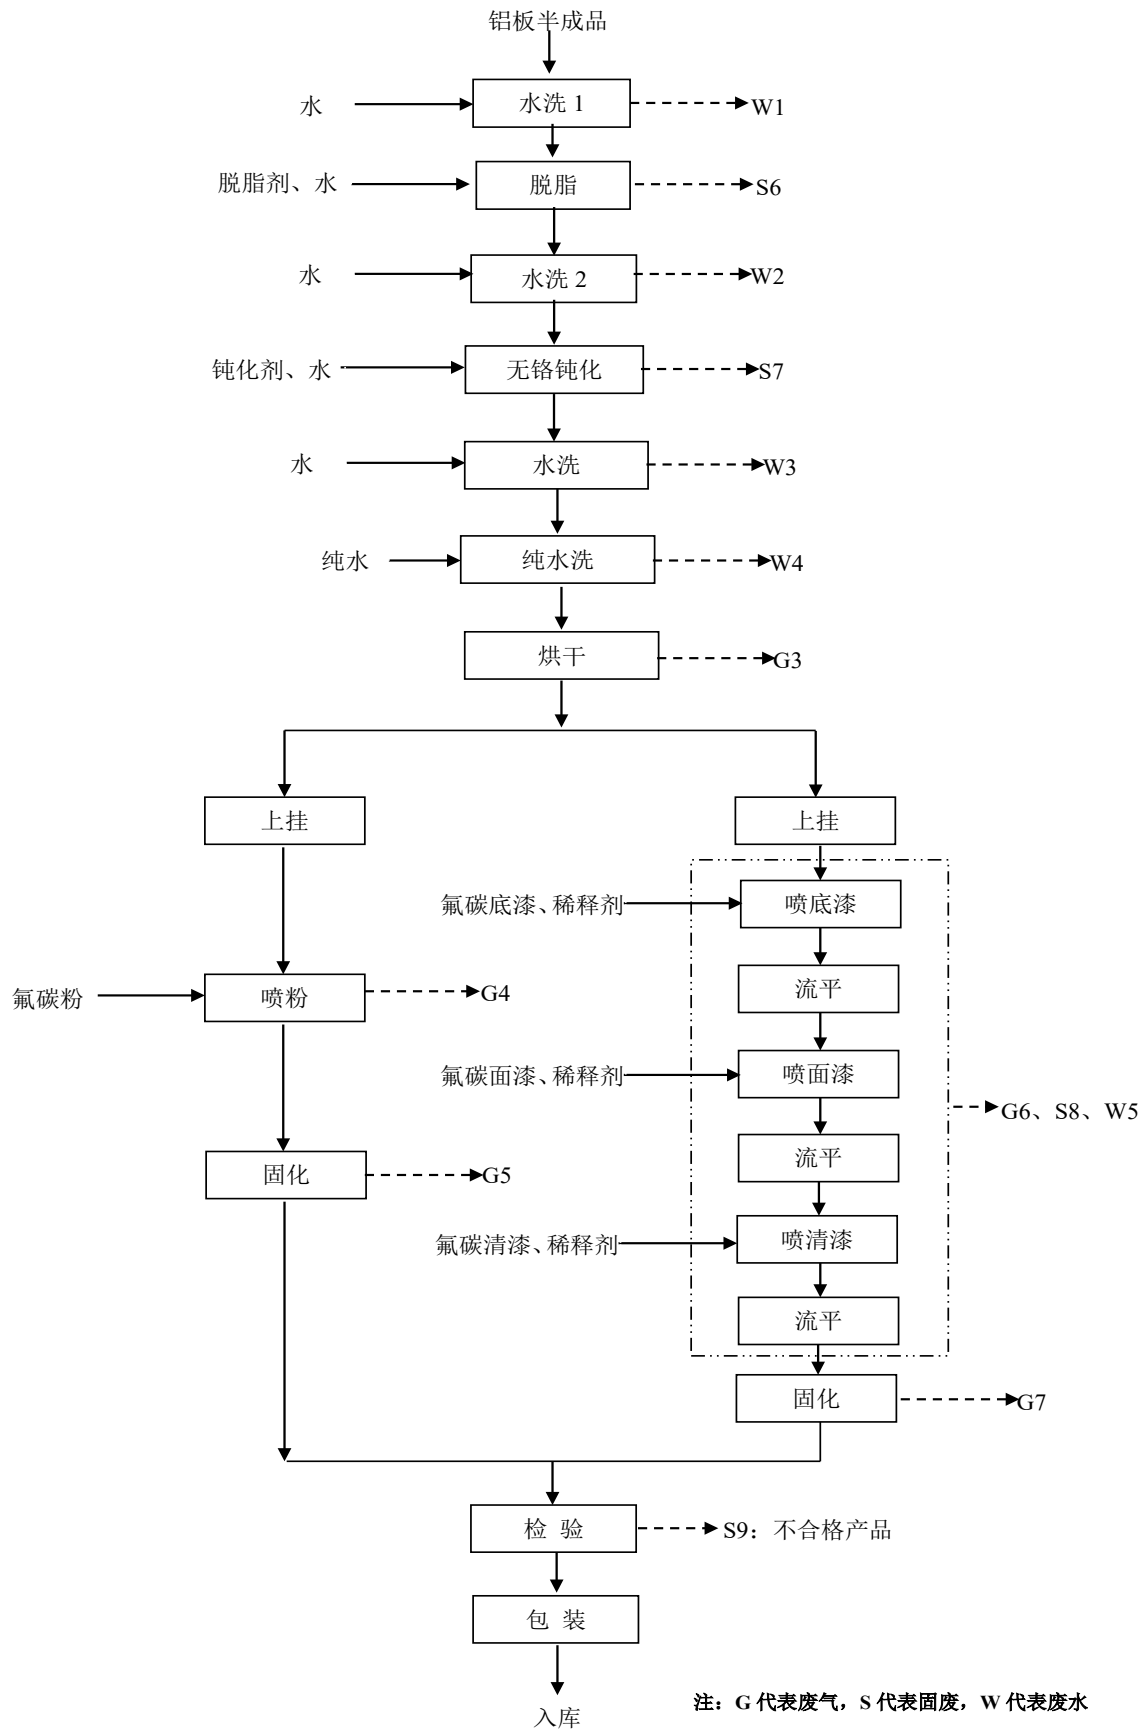 铝板半成品
水 水洗 1 W1
脱脂剂、水 脱脂 S6
水 水洗 2 W2
钝化剂、水 无铬钝化 S7
水 水洗 W3
纯水 纯水洗 W4
烘干 G3
上挂 上挂
氟碳底漆、稀释剂 喷底漆
氟碳粉 喷粉 G4 流平
氟碳面漆、稀释剂 喷面漆
G6、S8、W5
固化 G5 流平
氟碳清漆、稀释剂 喷清漆
流平
固化 G7
检 验 S9：不合格产品
包 装
入库
注：G 代表废气，S 代表固废，W 代表废水